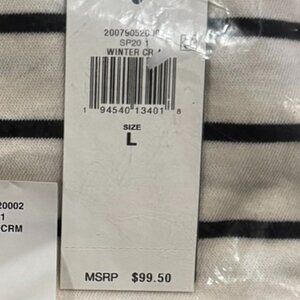 SP20 1
WINTER CR
1 94540 13401 8
SIZE
L
MSRP $99.50
20002
1
CRM